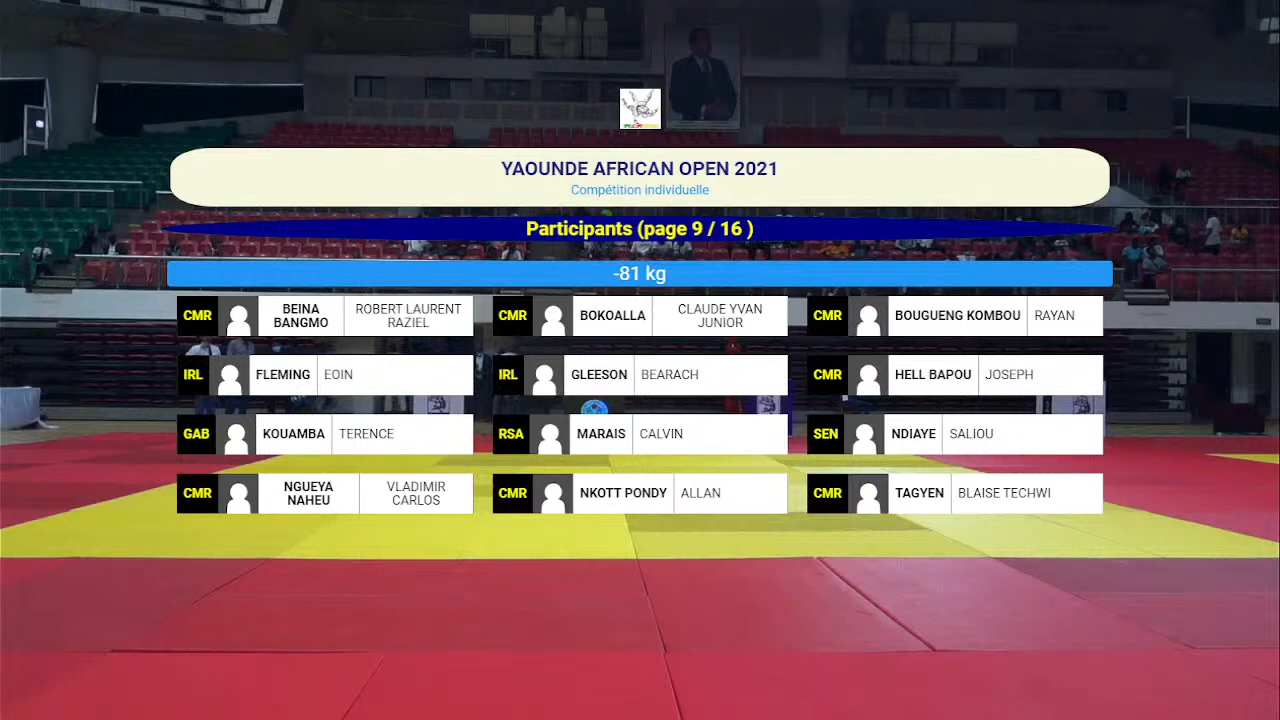 YAOUNDE AFRICAN OPEN 2021
Compétition individuelle
Participants (page 9 / 16 )
-81 kg
CMR BEINA BANGMO ROBERT LAURENT RAZIEL
CMR BOKOALLA CLAUDE YVAN JUNIOR
CMR BOUGUENG KOMBOU RAYAN
IRL FLEMING EOIN
IRL GLEESON BEARACH
CMR HELL BAPOU JOSEPH
GAB KOUAMBA TERENCE
RSA MARAIS CALVIN
SEN NDIAYE SALIOU
CMR NGUEYA NAHEU VLADIMIR CARLOS
CMR NKOTT PONDY ALLAN
CMR TAGYEN BLAISE TECHWI